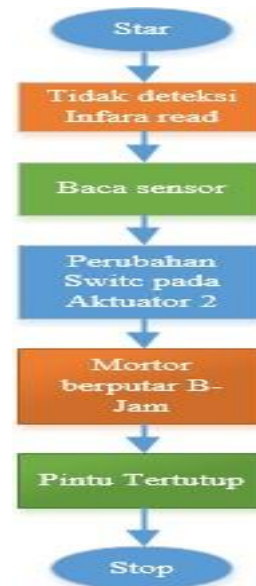 Star
Tidak deteksi
Infara read
Baca sensor
Perubahan
Switc pada
Aktuator 2
Mortor
berputar B-
Jam
Pintu Tertutup
Stop